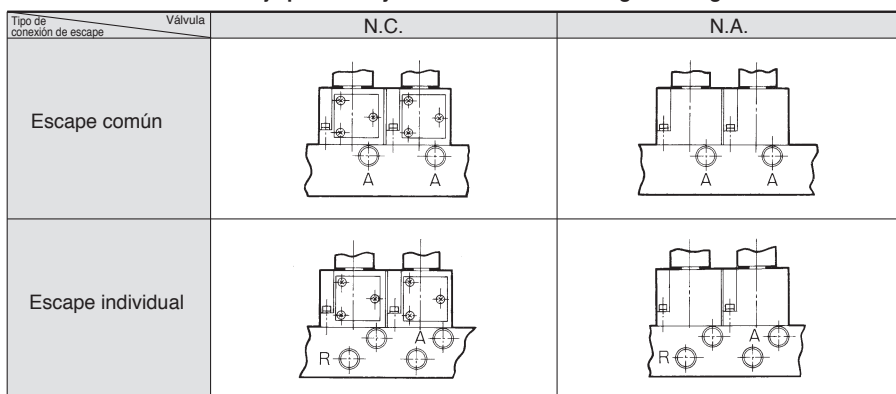 Tipo de conexión de escape
Válvula
N.C.
N.A.
Escape común
A
A
A
A
Escape individual
A
R
A
R